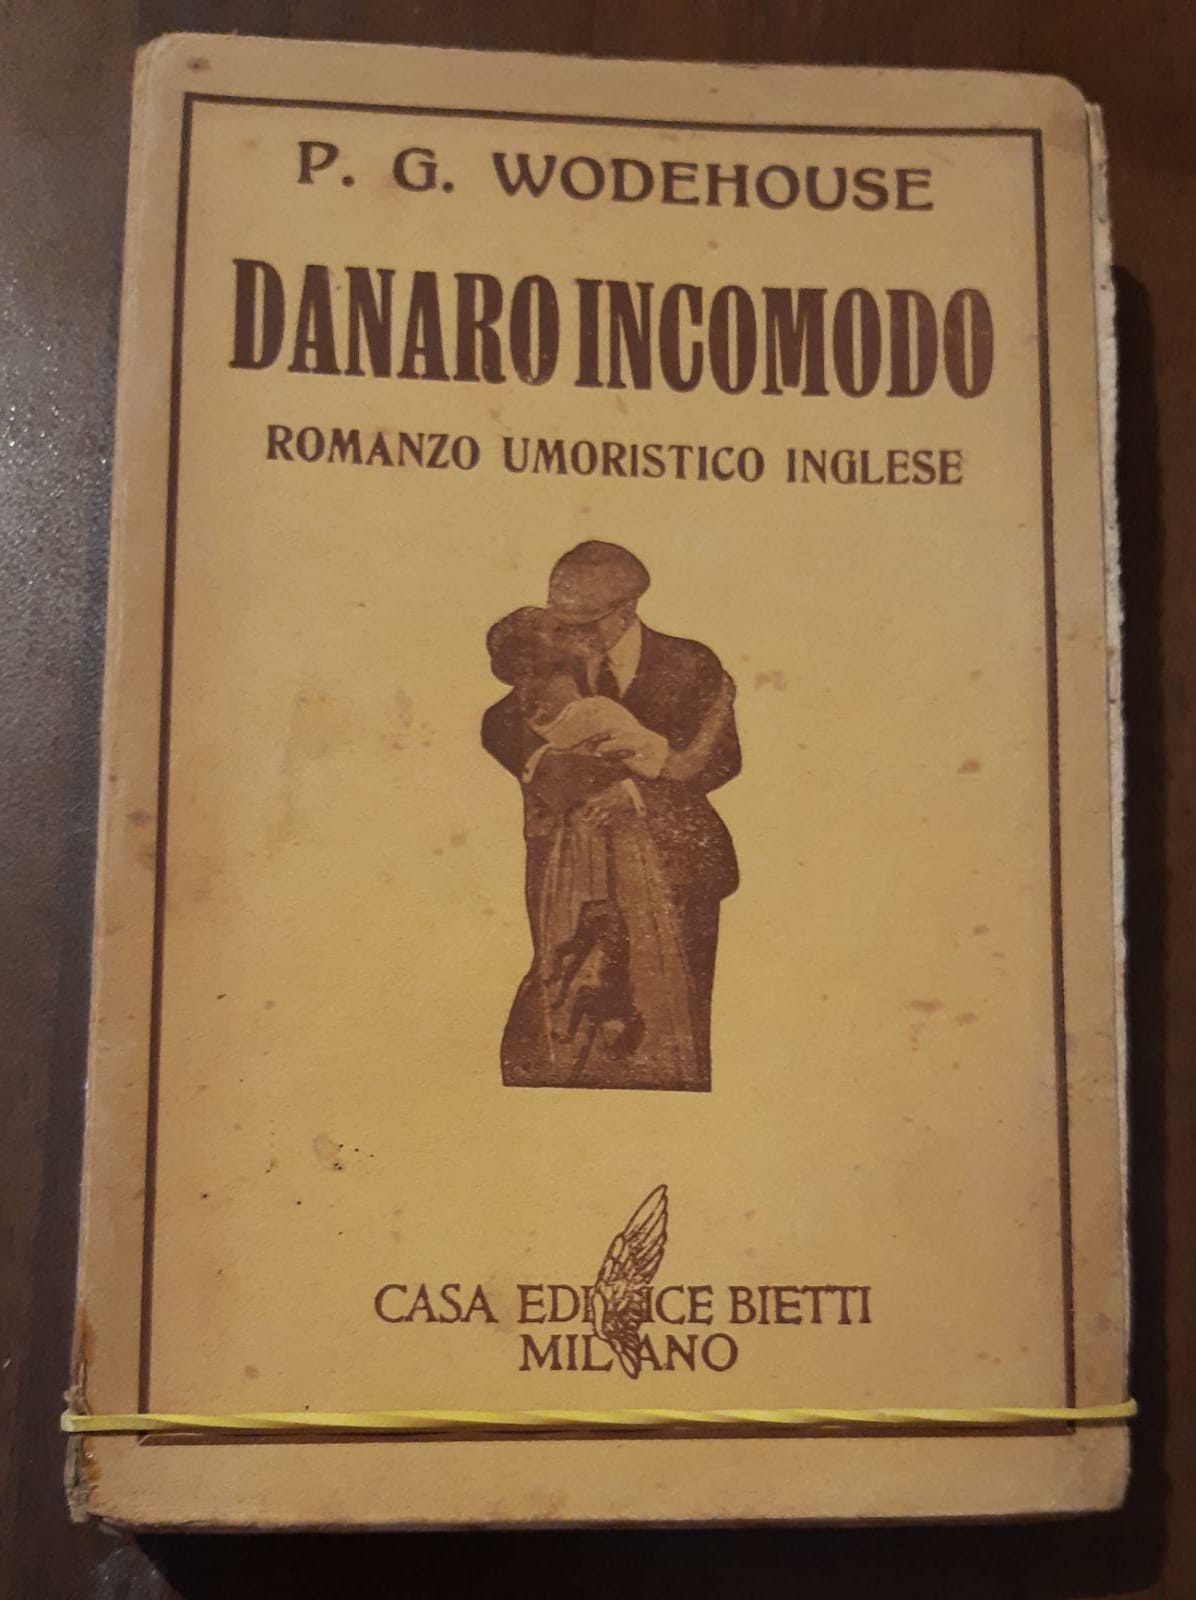 P. G. WODEHOUSE
DANARO INCOMODO
ROMANZO UMORISTICO INGLESE
CASA EDITRICE BIETTI
MILANO